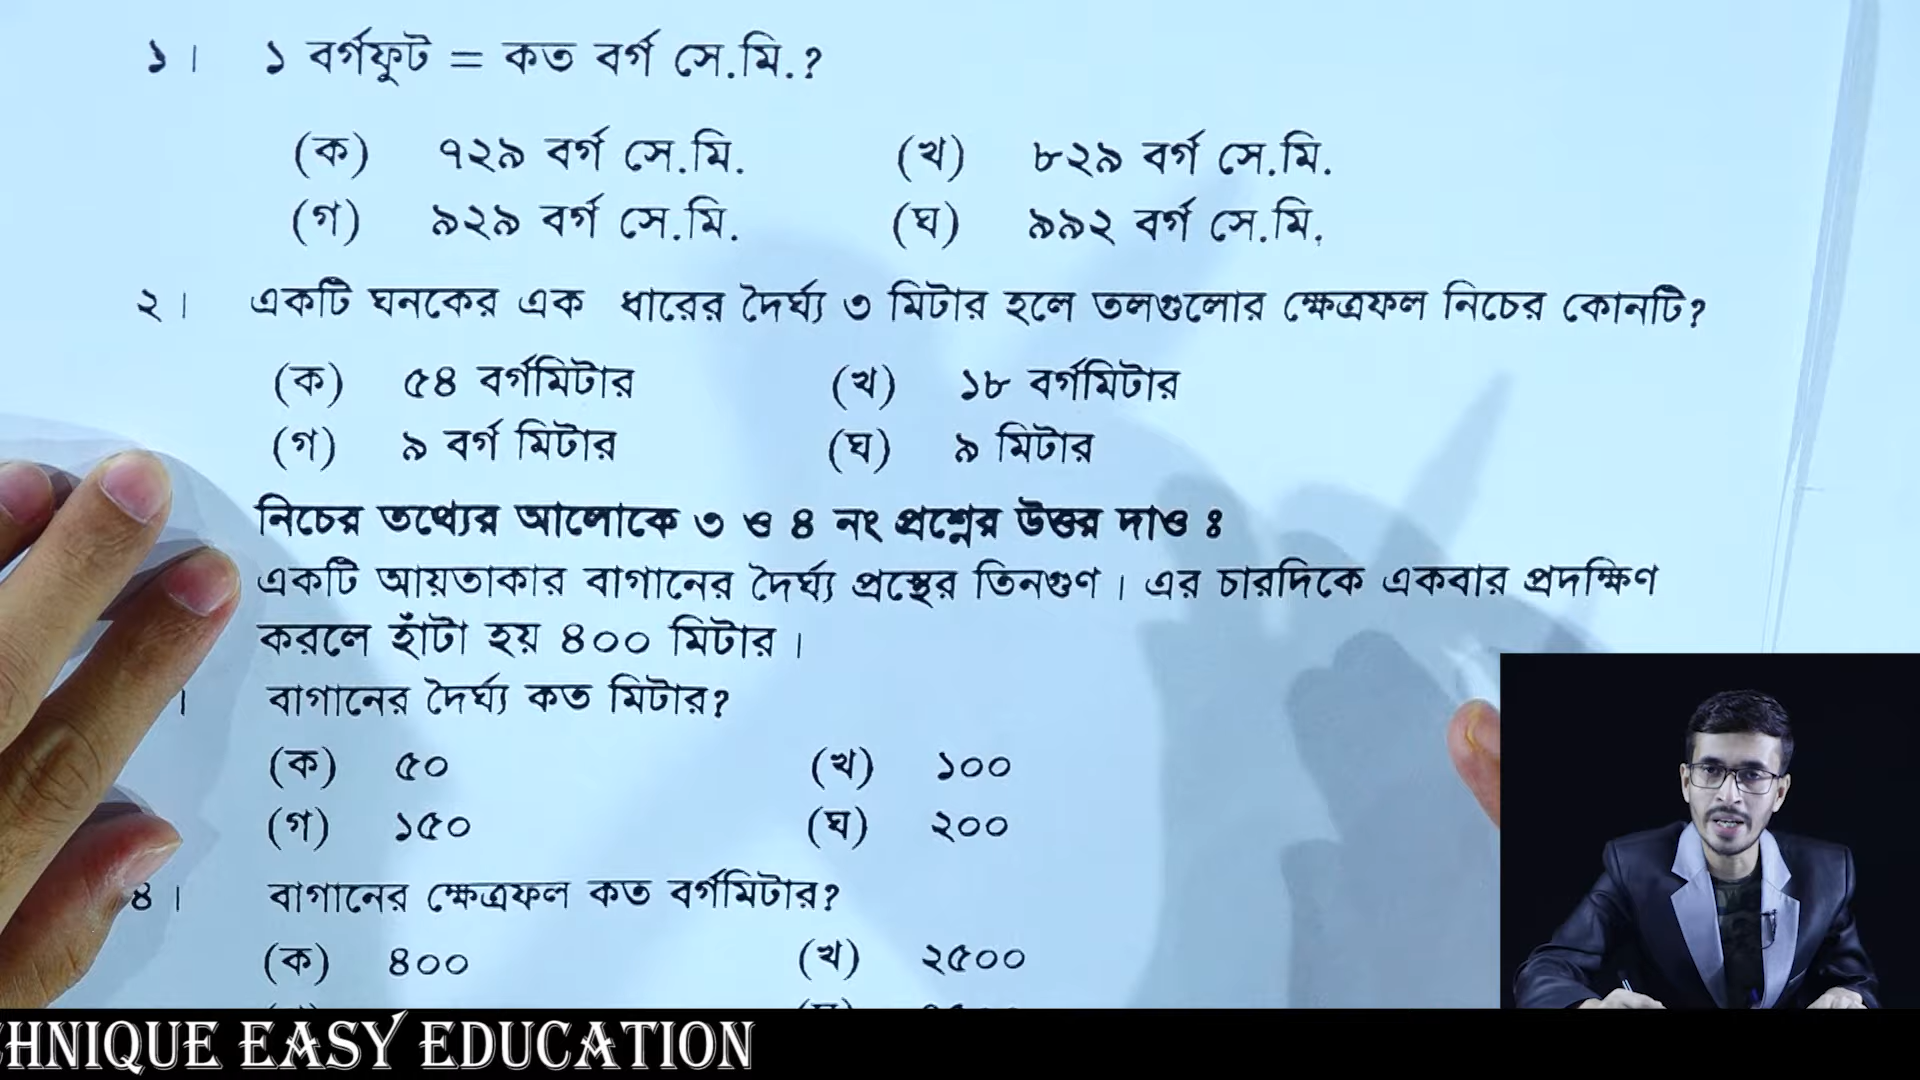 ১। ১ বর্গফুট = কত বর্গ সে.মি.?
(ক) ৭২৯ বর্গ সে.মি. (খ) ৮২৯ বর্গ সে.মি.
(গ) ৯২৯ বর্গ সে.মি. (ঘ) ৯৯২ বর্গ সে.মি.
২। একটি ঘনকের এক ধারের দৈর্ঘ্য ৩ মিটার হলে তলগুলোর ক্ষেত্রফল নিচের কোনটি?
(ক) ৫৪ বর্গমিটার (খ) ১৮ বর্গমিটার
(গ) ৯ বর্গ মিটার (ঘ) ৯ মিটার
নিচের তথ্যের আলোকে ৩ ও ৪ নং প্রশ্নের উত্তর দাও ঃ
একটি আয়তাকার বাগানের দৈর্ঘ্য প্রস্থের তিনগুণ। এর চারদিকে একবার প্রদক্ষিণ
করলে হাঁটা হয় ৪০০ মিটার।
। বাগানের দৈর্ঘ্য কত মিটার?
(ক) ৫০ (খ) ১০০
(গ) ১৫০ (ঘ) ২০০
৪। বাগানের ক্ষেত্রফল কত বর্গমিটার?
(ক) ৪০০ (খ) ২৫০০
CHNIQUE EASY EDUCATION